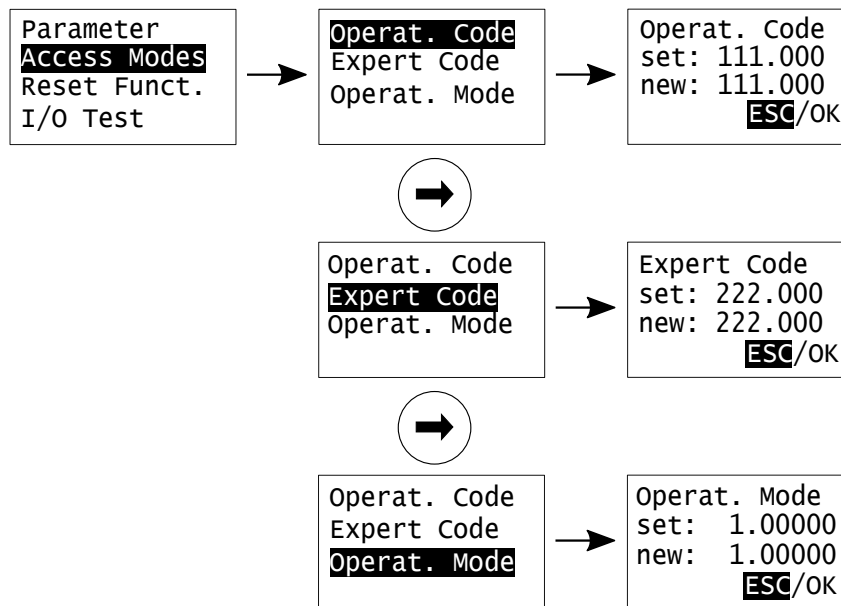 Parameter
Access Modes
Reset Funct.
I/O Test
Operat. Code
Expert Code
Operat. Mode
Operat. Code
set: 111.000
new: 111.000
ESC/OK
Operat. Code
Expert Code
Operat. Mode
Expert Code
set: 222.000
new: 222.000
ESC/OK
Operat. Code
Expert Code
Operat. Mode
Operat. Mode
set: 1.00000
new: 1.00000
ESC/OK